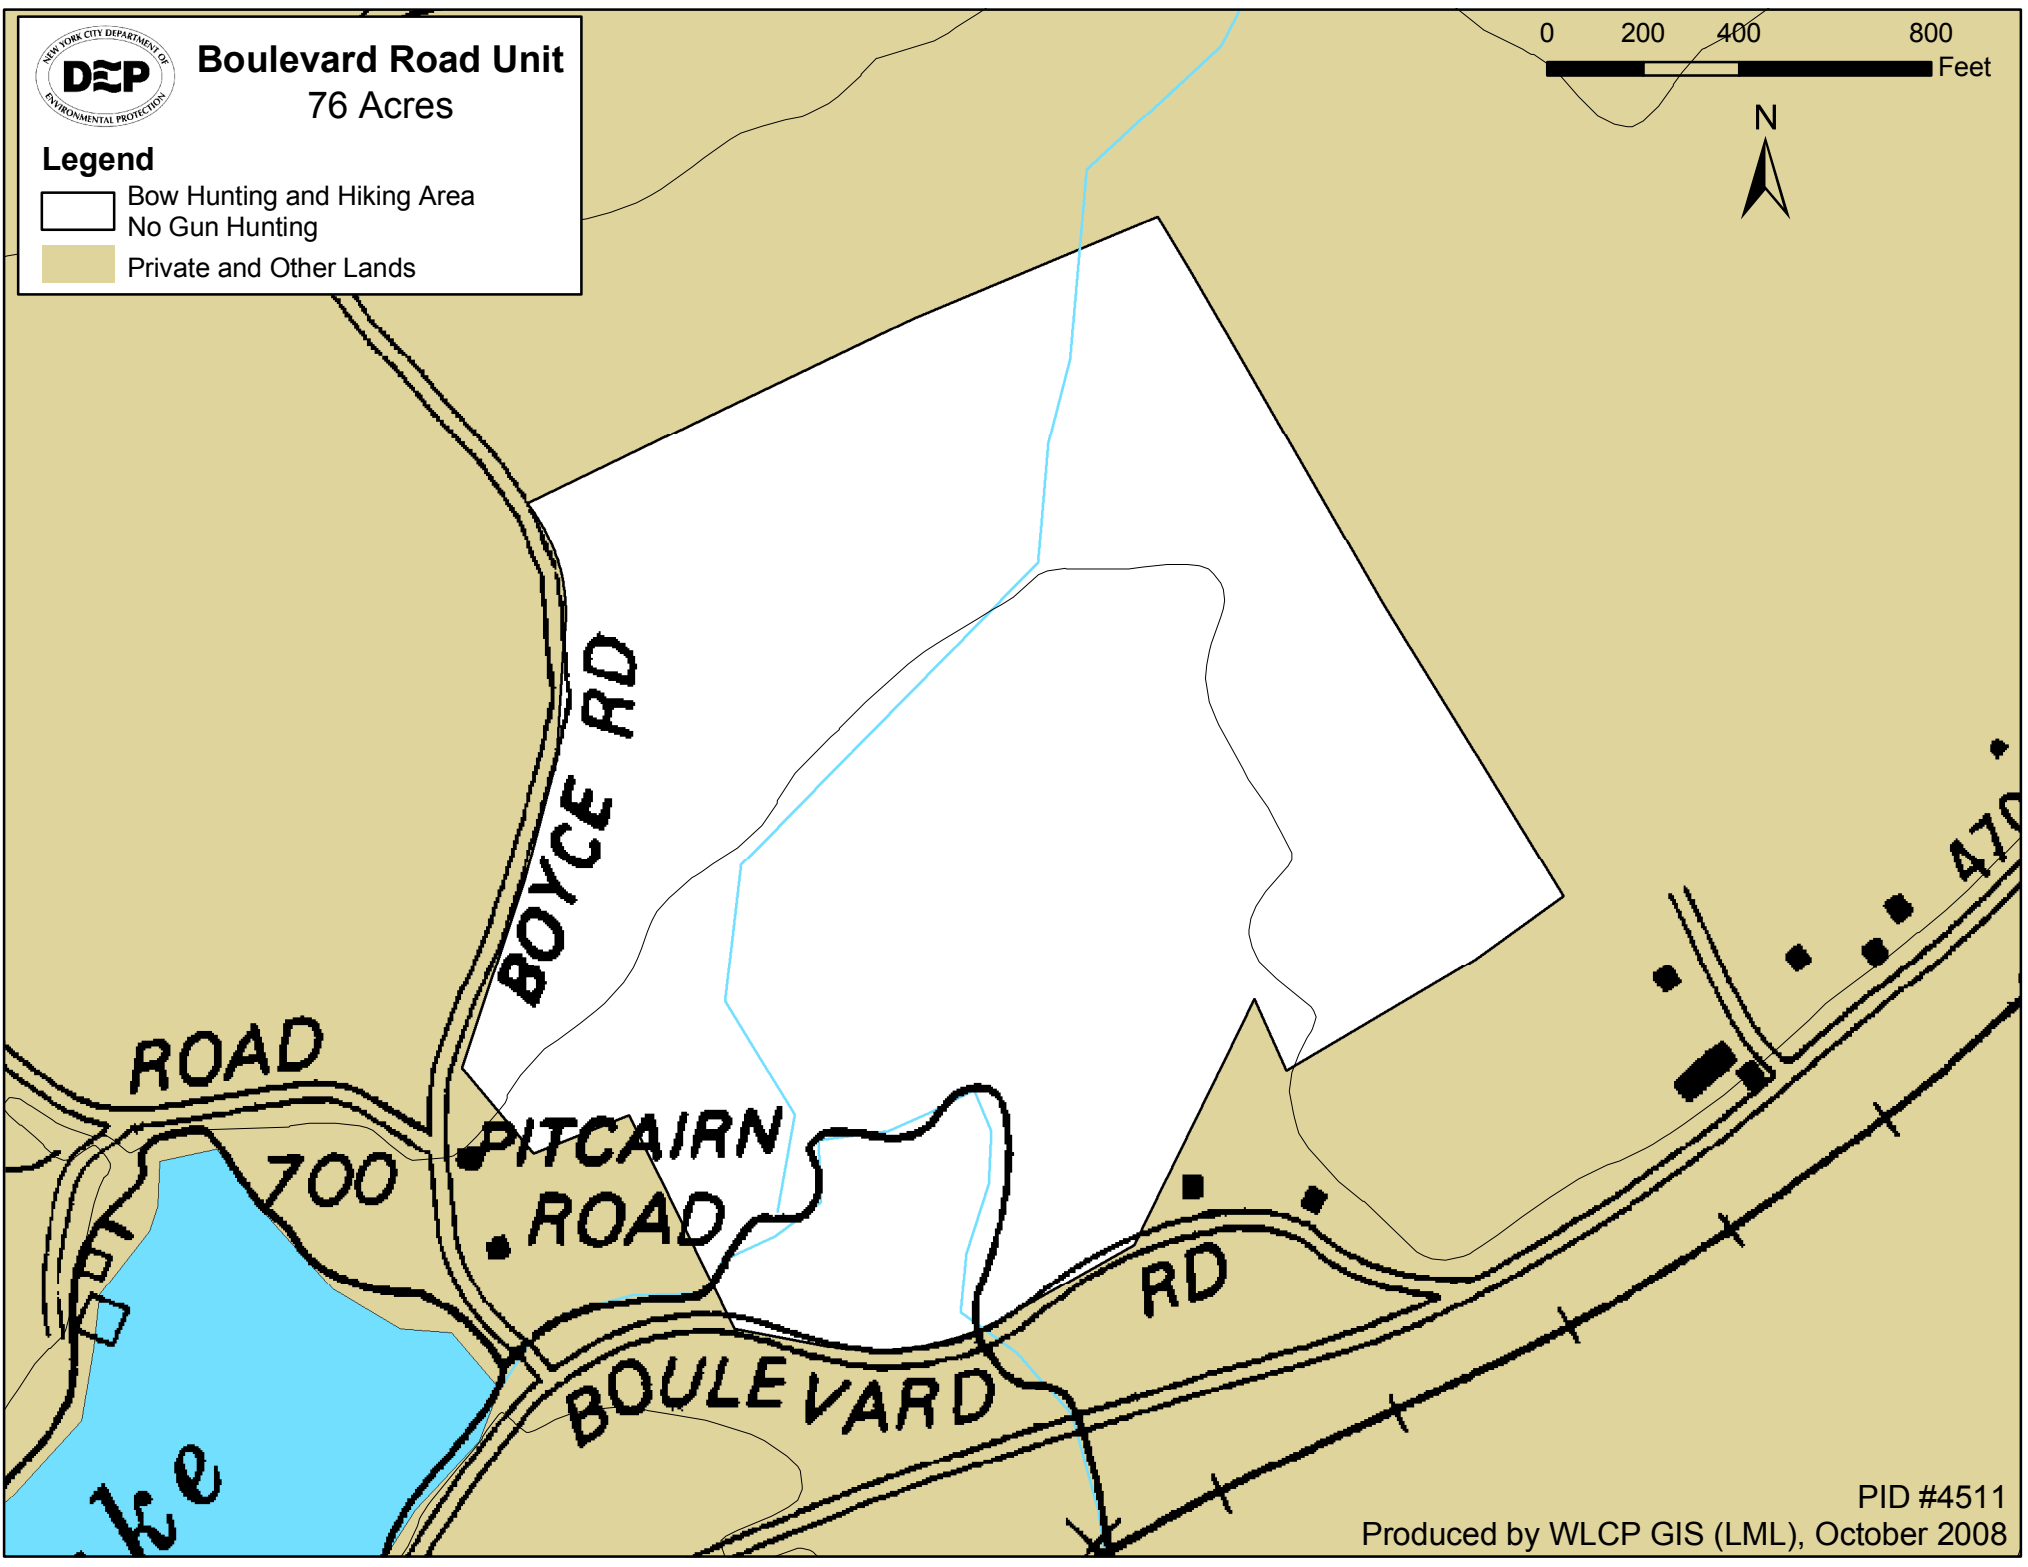 NEW YORK CITY DEPARTMENT OF
DEP
ENVIRONMENTAL PROTECTION
Boulevard Road Unit
76 Acres
Legend
Bow Hunting and Hiking Area
No Gun Hunting
Private and Other Lands
0 200 400 800
Feet
N
BOYCE RD
470
ROAD
700
PITCAIRN
ROAD
RD
BOULEVARD
ke
PID #4511
Produced by WLCP GIS (LML), October 2008